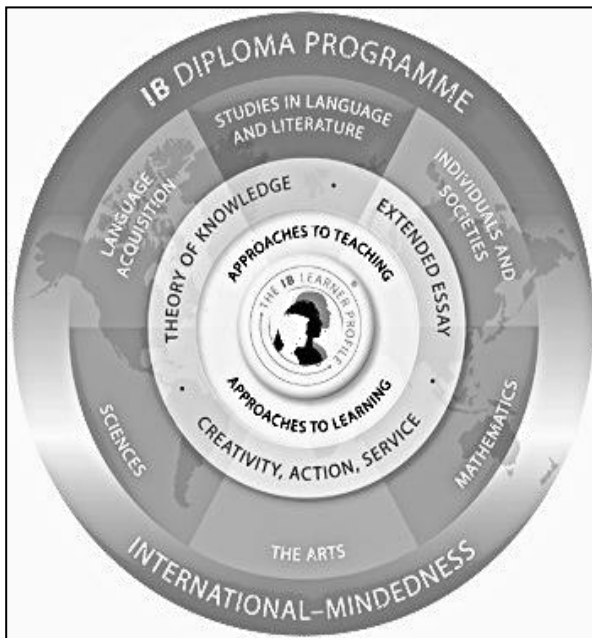 IB DIPLOMA PROGRAMME
STUDIES IN LANGUAGE
AND LITERATURE
LANGUAGE
ACQUISITION
INDIVIDUALS AND
SOCIETIES
THEORY OF KNOWLEDGE
EXTENDED ESSAY
APPROACHES TO TEACHING
THE IB LEARNER PROFILE
®
APPROACHES TO LEARNING
CREATIVITY, ACTION, SERVICE
SCIENCES
MATHEMATICS
THE ARTS
INTERNATIONAL-MINDEDNESS